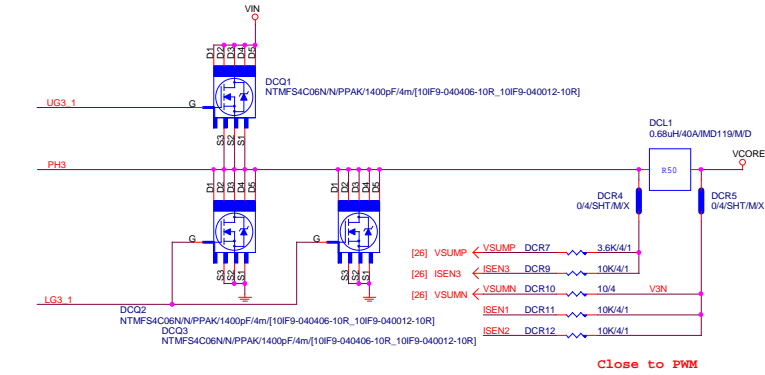 VIN
D1 D2 D3 D4 D5
DCQ1
NTMFS4C06N/N/PPAK/1400pF/4m/[10IF9-040406-10R_10IF9-040012-10R]
UG3_1
G
S3 S2 S1
DCL1
0.68uH/40A/IMD119/M/D
VCORE
PH3
R50
D1 D2 D3 D4 D5
D1 D2 D3 D4 D5
DCR4
0/4/SHT/M/X
DCR5
0/4/SHT/M/X
G
G
S3 S2 S1
S3 S2 S1
[26] VSUMP VSUMP DCR7 3.6K/4/1
[26] ISEN3 ISEN3 DCR9 10K/4/1
[26] VSUMN VSUMN DCR10 10/4 V3N
LG3_1
ISEN1 DCR11 10K/4/1
DCQ2
NTMFS4C06N/N/PPAK/1400pF/4m/[10IF9-040406-10R_10IF9-040012-10R]
ISEN2 DCR12 10K/4/1
DCQ3
NTMFS4C06N/N/PPAK/1400pF/4m/[10IF9-040406-10R_10IF9-040012-10R]
Close to PWM